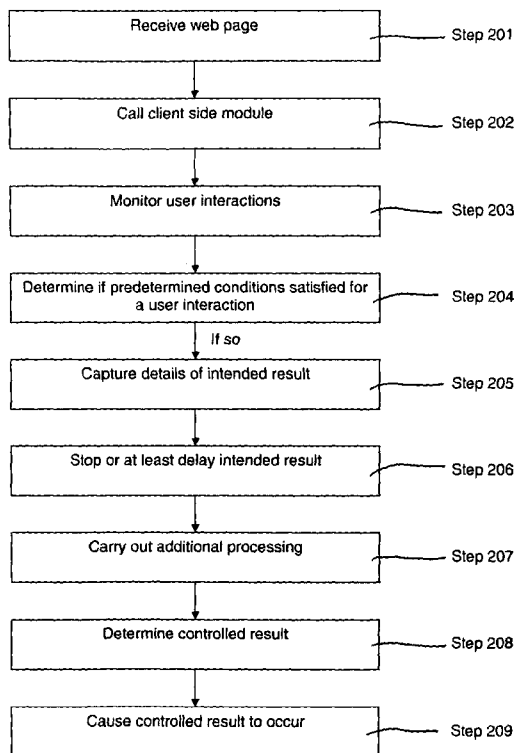 Receive web page
Step 201
Call client side module
Step 202
Monitor user interactions
Step 203
Determine if predetermined conditions satisfied for
a user interaction
Step 204
If so
Capture details of intended result
Step 205
Stop or at least delay intended result
Step 206
Carry out additional processing
Step 207
Determine controlled result
Step 208
Cause controlled result to occur
Step 209